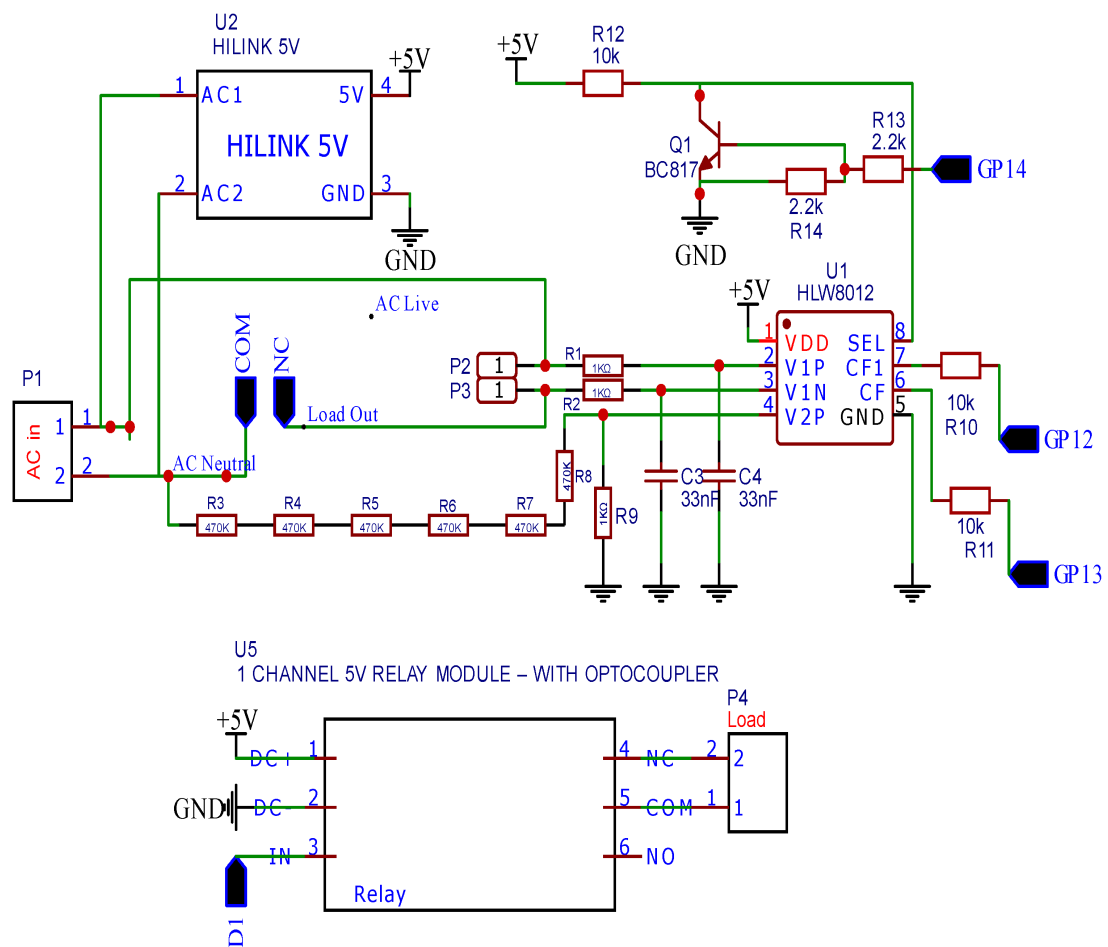 U2
HILINK 5V
+5V
1
AC1
5V
4
HILINK 5V
2
AC2
GND
3
GND
+5V
R12
10k
Q1
BC817
R13
2.2k
GP14
2.2k
R14
GND
AC Live
COM
NC
P1
AC in
1
1
2
2
Load Out
AC Neutral
P2
1
P3
1
R1
1KΩ
1KΩ
R2
+5V
U1
HLW8012
1
VDD
SEL
8
2
V1P
CF1
7
3
V1N
CF
6
4
V2P
GND
5
10k
R10
GP12
10k
R11
GP13
R3
470K
R4
470K
R5
470K
R6
470K
R7
470K
R8
470K
R9
1KΩ
C3
33nF
C4
33nF
U5
1 CHANNEL 5V RELAY MODULE – WITH OPTOCOUPLER
+5V
DC+
1
GND
DC-
2
IN
3
D1
Relay
4
NC
5
COM
6
NO
P4
Load
2
2
1
1